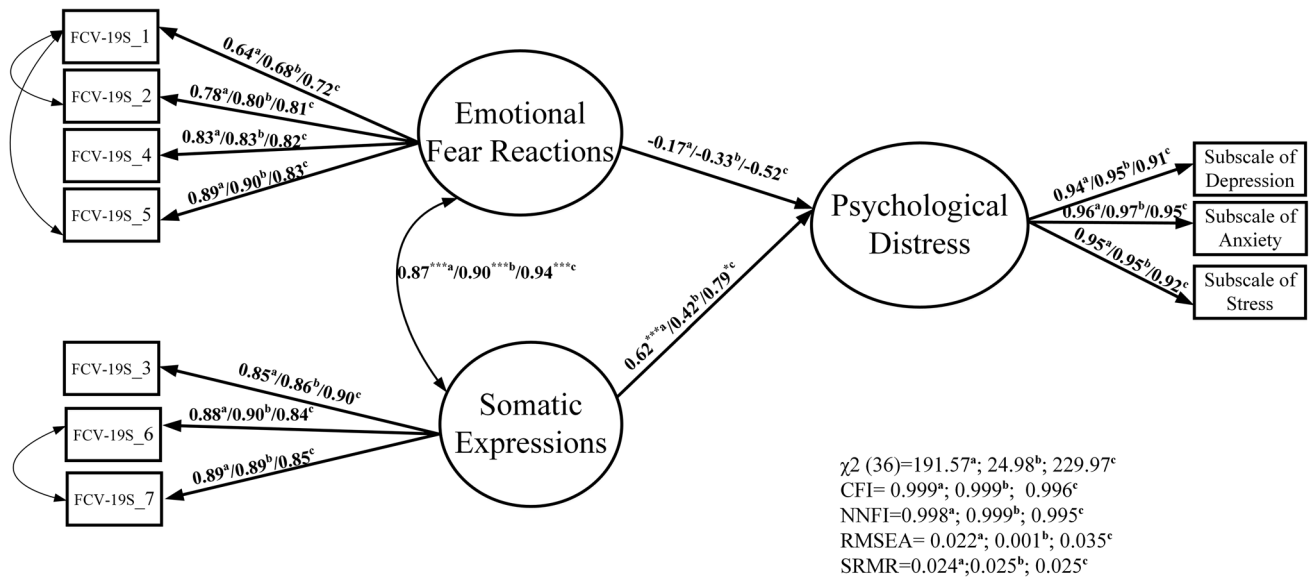 FCV-19S_1
FCV-19S_2
FCV-19S_4
FCV-19S_5
0.64ᵃ/0.68ᵇ/0.72ᶜ
0.78ᵃ/0.80ᵇ/0.81ᶜ
0.83ᵃ/0.83ᵇ/0.82ᶜ
0.89ᵃ/0.90ᵇ/0.83ᶜ
Emotional
Fear Reactions
-0.17ᵃ/-0.33ᵇ/-0.52ᶜ
Psychological
Distress
0.94ᵃ/0.95ᵇ/0.91ᶜ
0.96ᵃ/0.97ᵇ/0.95ᶜ
0.95ᵃ/0.95ᵇ/0.92ᶜ
Subscale of
Depression
Subscale of
Anxiety
Subscale of
Stress
0.87***ᵃ/0.90***ᵇ/0.94***ᶜ
0.62***ᵃ/0.42ᵇ/0.79*ᶜ
FCV-19S_3
FCV-19S_6
FCV-19S_7
0.85ᵃ/0.86ᵇ/0.90ᶜ
0.88ᵃ/0.90ᵇ/0.84ᶜ
0.89ᵃ/0.89ᵇ/0.85ᶜ
Somatic
Expressions
χ2 (36)=191.57ᵃ; 24.98ᵇ; 229.97ᶜ
CFI= 0.999ᵃ; 0.999ᵇ; 0.996ᶜ
NNFI=0.998ᵃ; 0.999ᵇ; 0.995ᶜ
RMSEA= 0.022ᵃ; 0.001ᵇ; 0.035ᶜ
SRMR=0.024ᵃ;0.025ᵇ; 0.025ᶜ